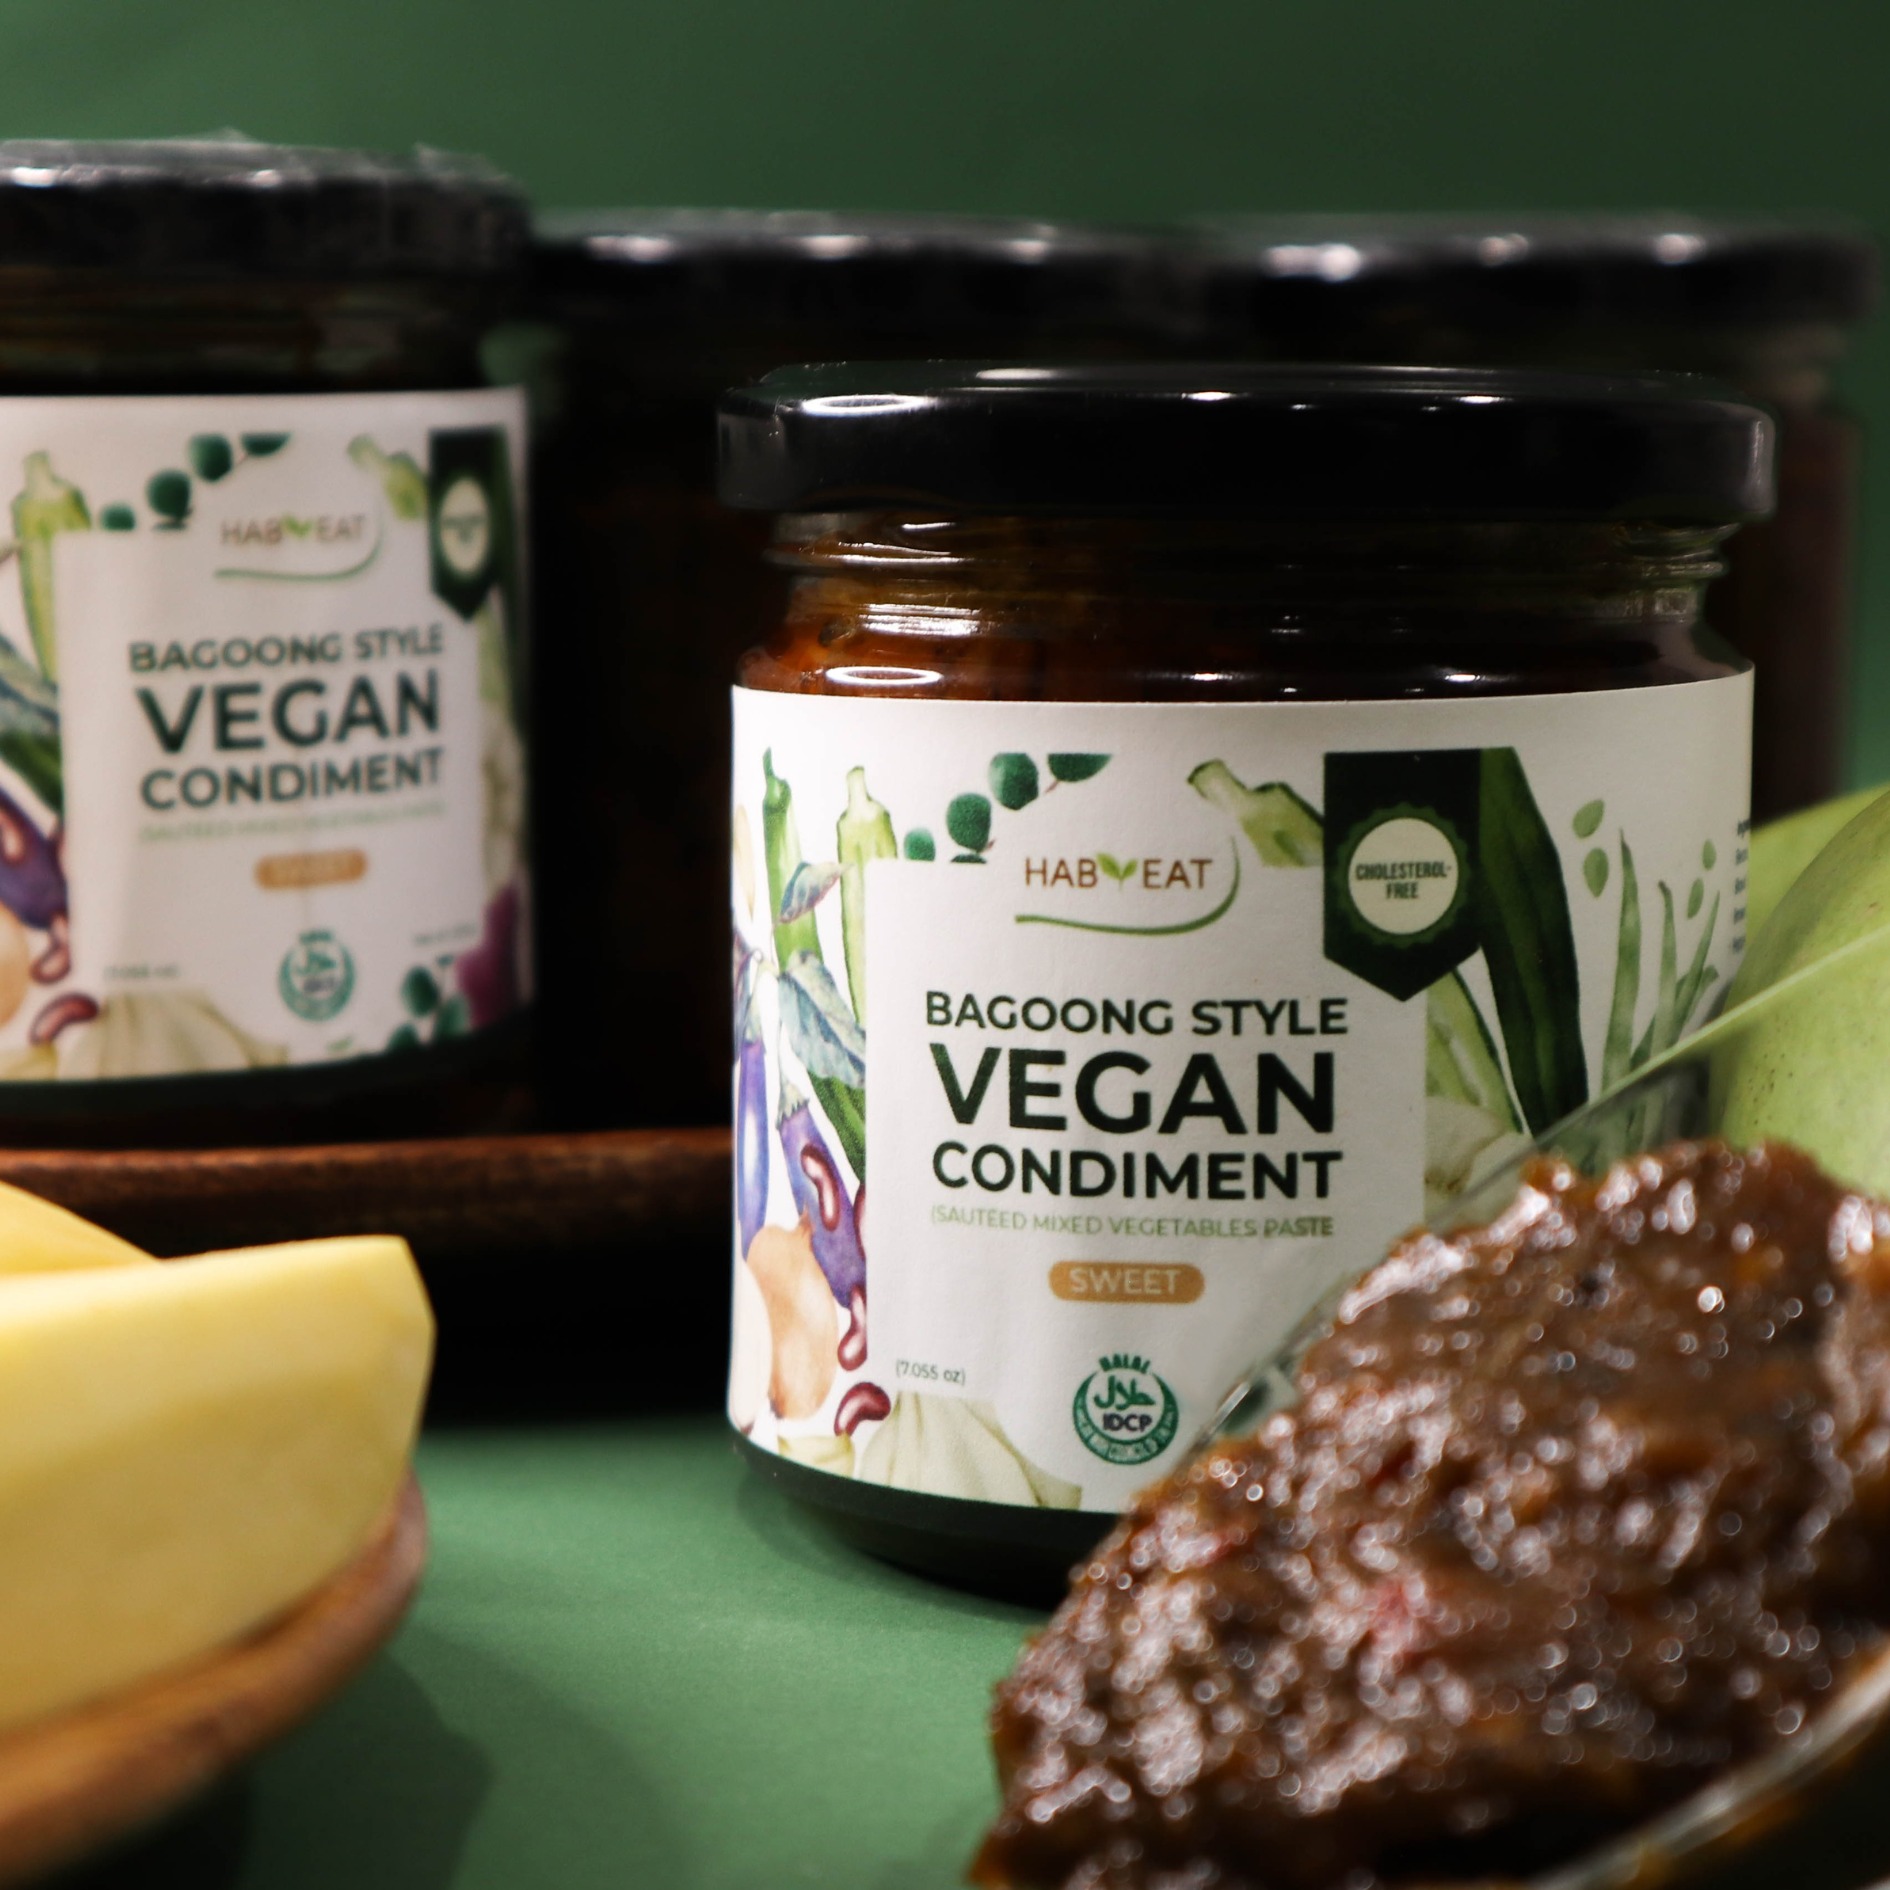 HAB EAT
BAGOONG STYLE
VEGAN
CONDIMENT
HAB EAT
CHOLESTEROL-
FREE
BAGOONG STYLE
VEGAN
CONDIMENT
(SAUTÉED MIXED VEGETABLES PASTE
SWEET
(7.055 oz)
HALAL
حلال
IDCP